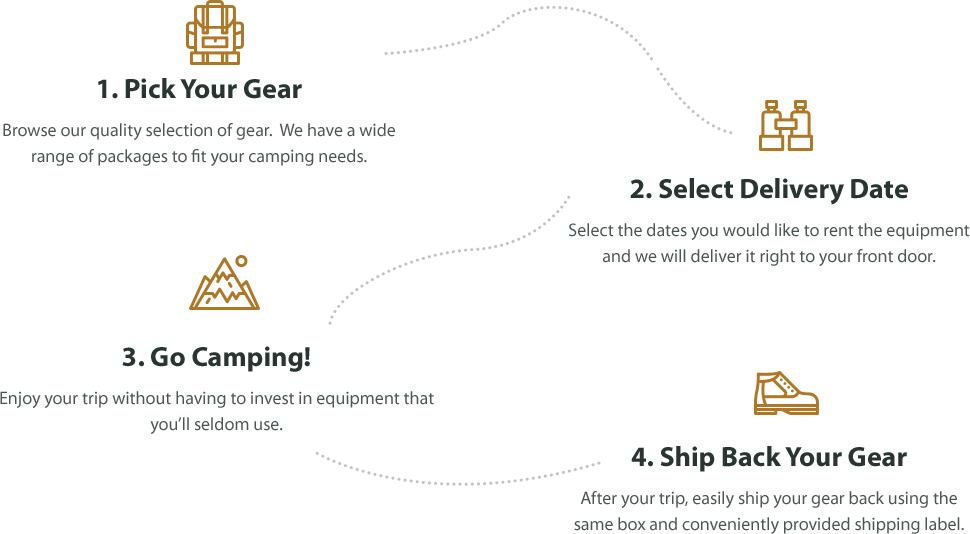 1. Pick Your Gear
Browse our quality selection of gear.  We have a wide
range of packages to fit your camping needs.
2. Select Delivery Date
Select the dates you would like to rent the equipment
and we will deliver it right to your front door.
3. Go Camping!
Enjoy your trip without having to invest in equipment that
you’ll seldom use.
4. Ship Back Your Gear
After your trip, easily ship your gear back using the
same box and conveniently provided shipping label.